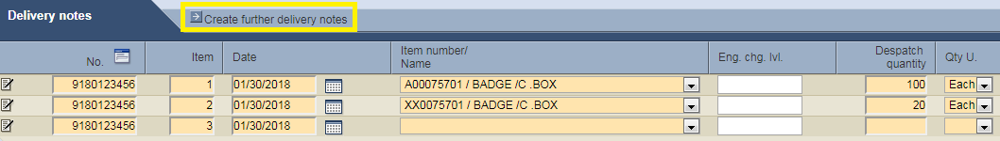 Delivery notes
Create further delivery notes
No. Item Date Item number/ Name Eng. chg. lvl. Despatch quantity Qty U.
9180123456 1 01/30/2018 A00075701 / BADGE /C .BOX 100 Each
9180123456 2 01/30/2018 XX0075701 / BADGE /C .BOX 20 Each
9180123456 3 01/30/2018